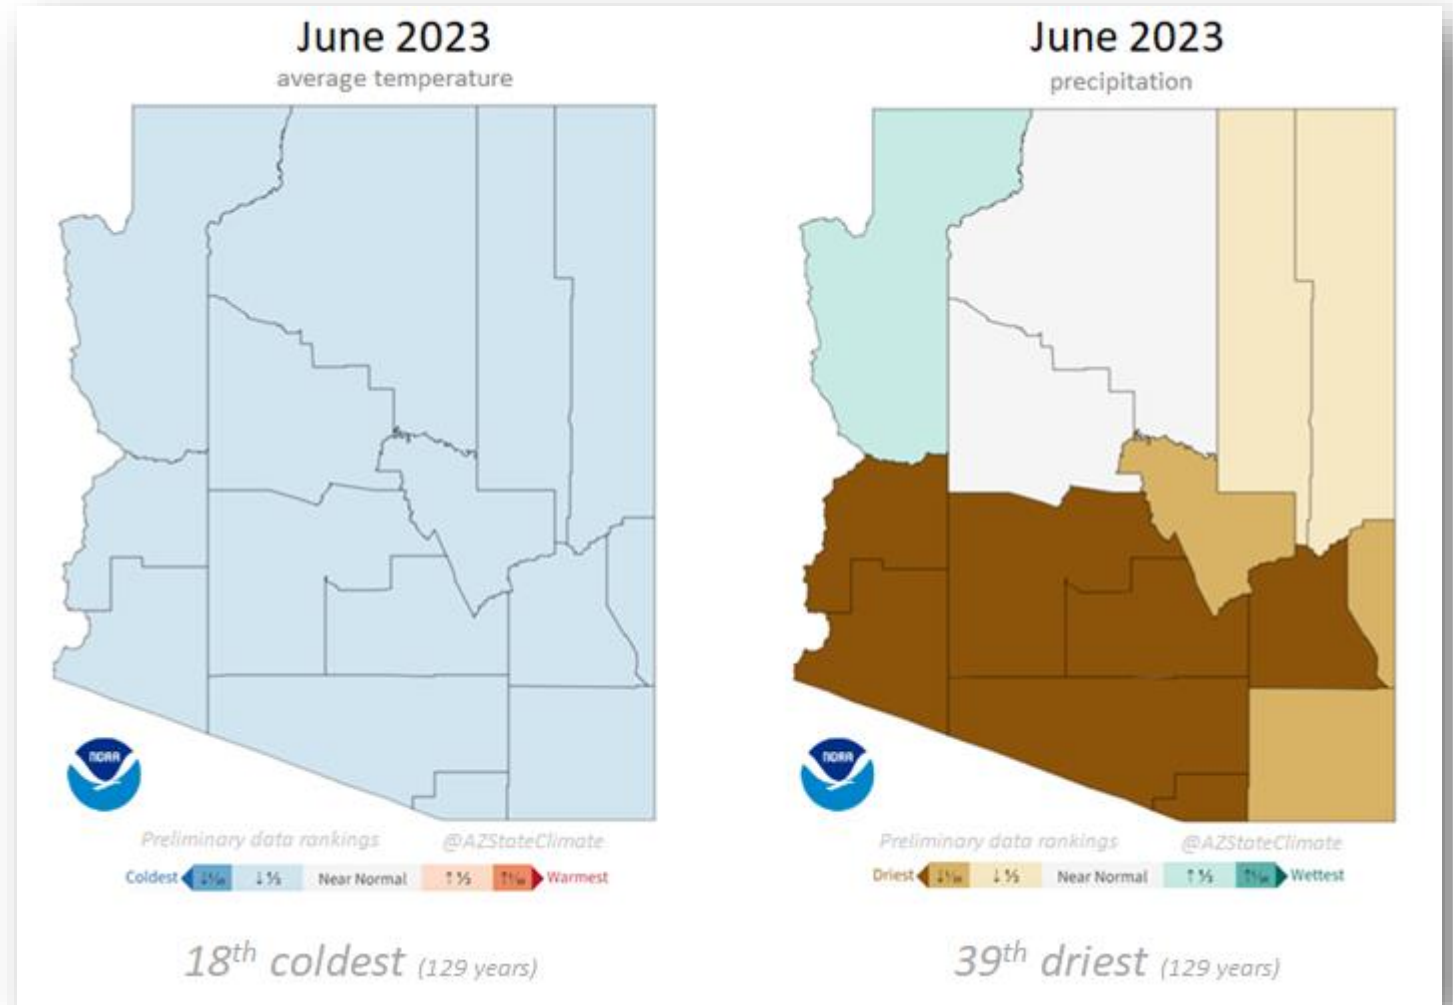 June 2023
average temperature
NOAA
Preliminary data rankings @AZStateClimate
Coldest ↓⅓ Near Normal ↑⅓ Warmest
18th coldest (129 years)
June 2023
precipitation
NOAA
Preliminary data rankings @AZStateClimate
Driest ↓⅓ Near Normal ↑⅓ Wettest
39th driest (129 years)